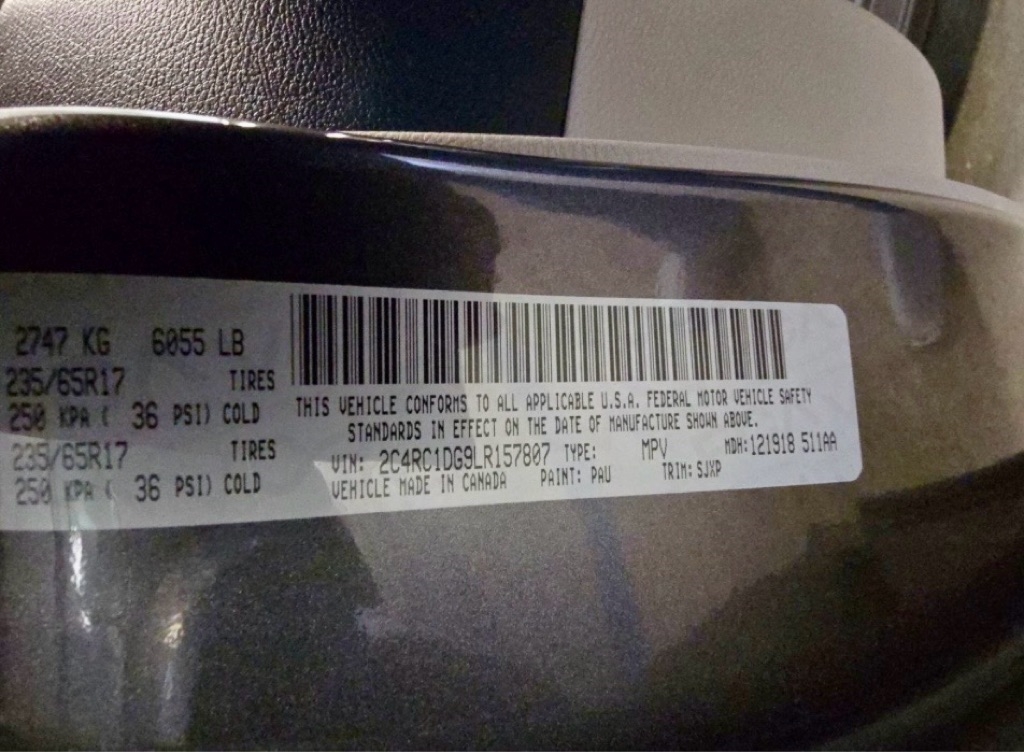 2747 KG 6055 LB
235/65R17 TIRES
250 KPA ( 36 PSI) COLD
235/65R17 TIRES
250 KPA ( 36 PSI) COLD
THIS VEHICLE CONFORMS TO ALL APPLICABLE U.S.A. FEDERAL MOTOR VEHICLE SAFETY
STANDARDS IN EFFECT ON THE DATE OF MANUFACTURE SHOWN ABOVE.
VIN: 2C4RC1DG9LR157807 TYPE: MPV MDH:121918 511AA
VEHICLE MADE IN CANADA PAINT: PAU TRIM: SJXP